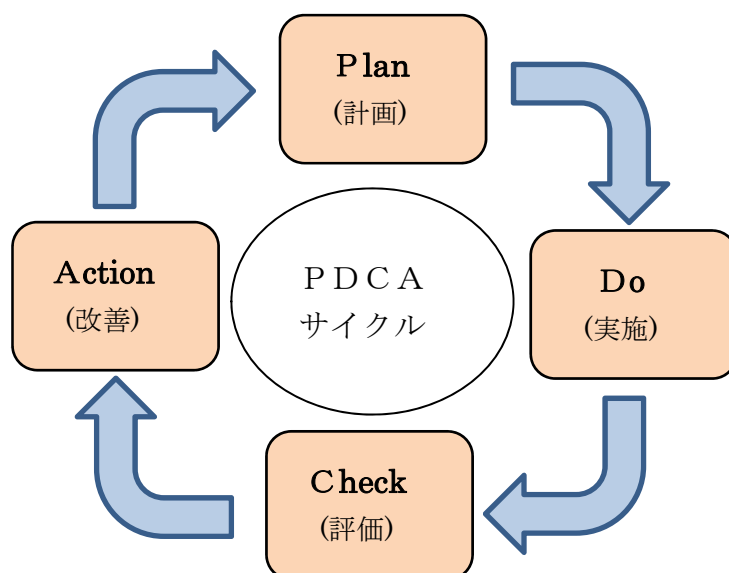 Plan
(計画)
Action
(改善)
PDCA
サイクル
Do
(実施)
Check
(評価)